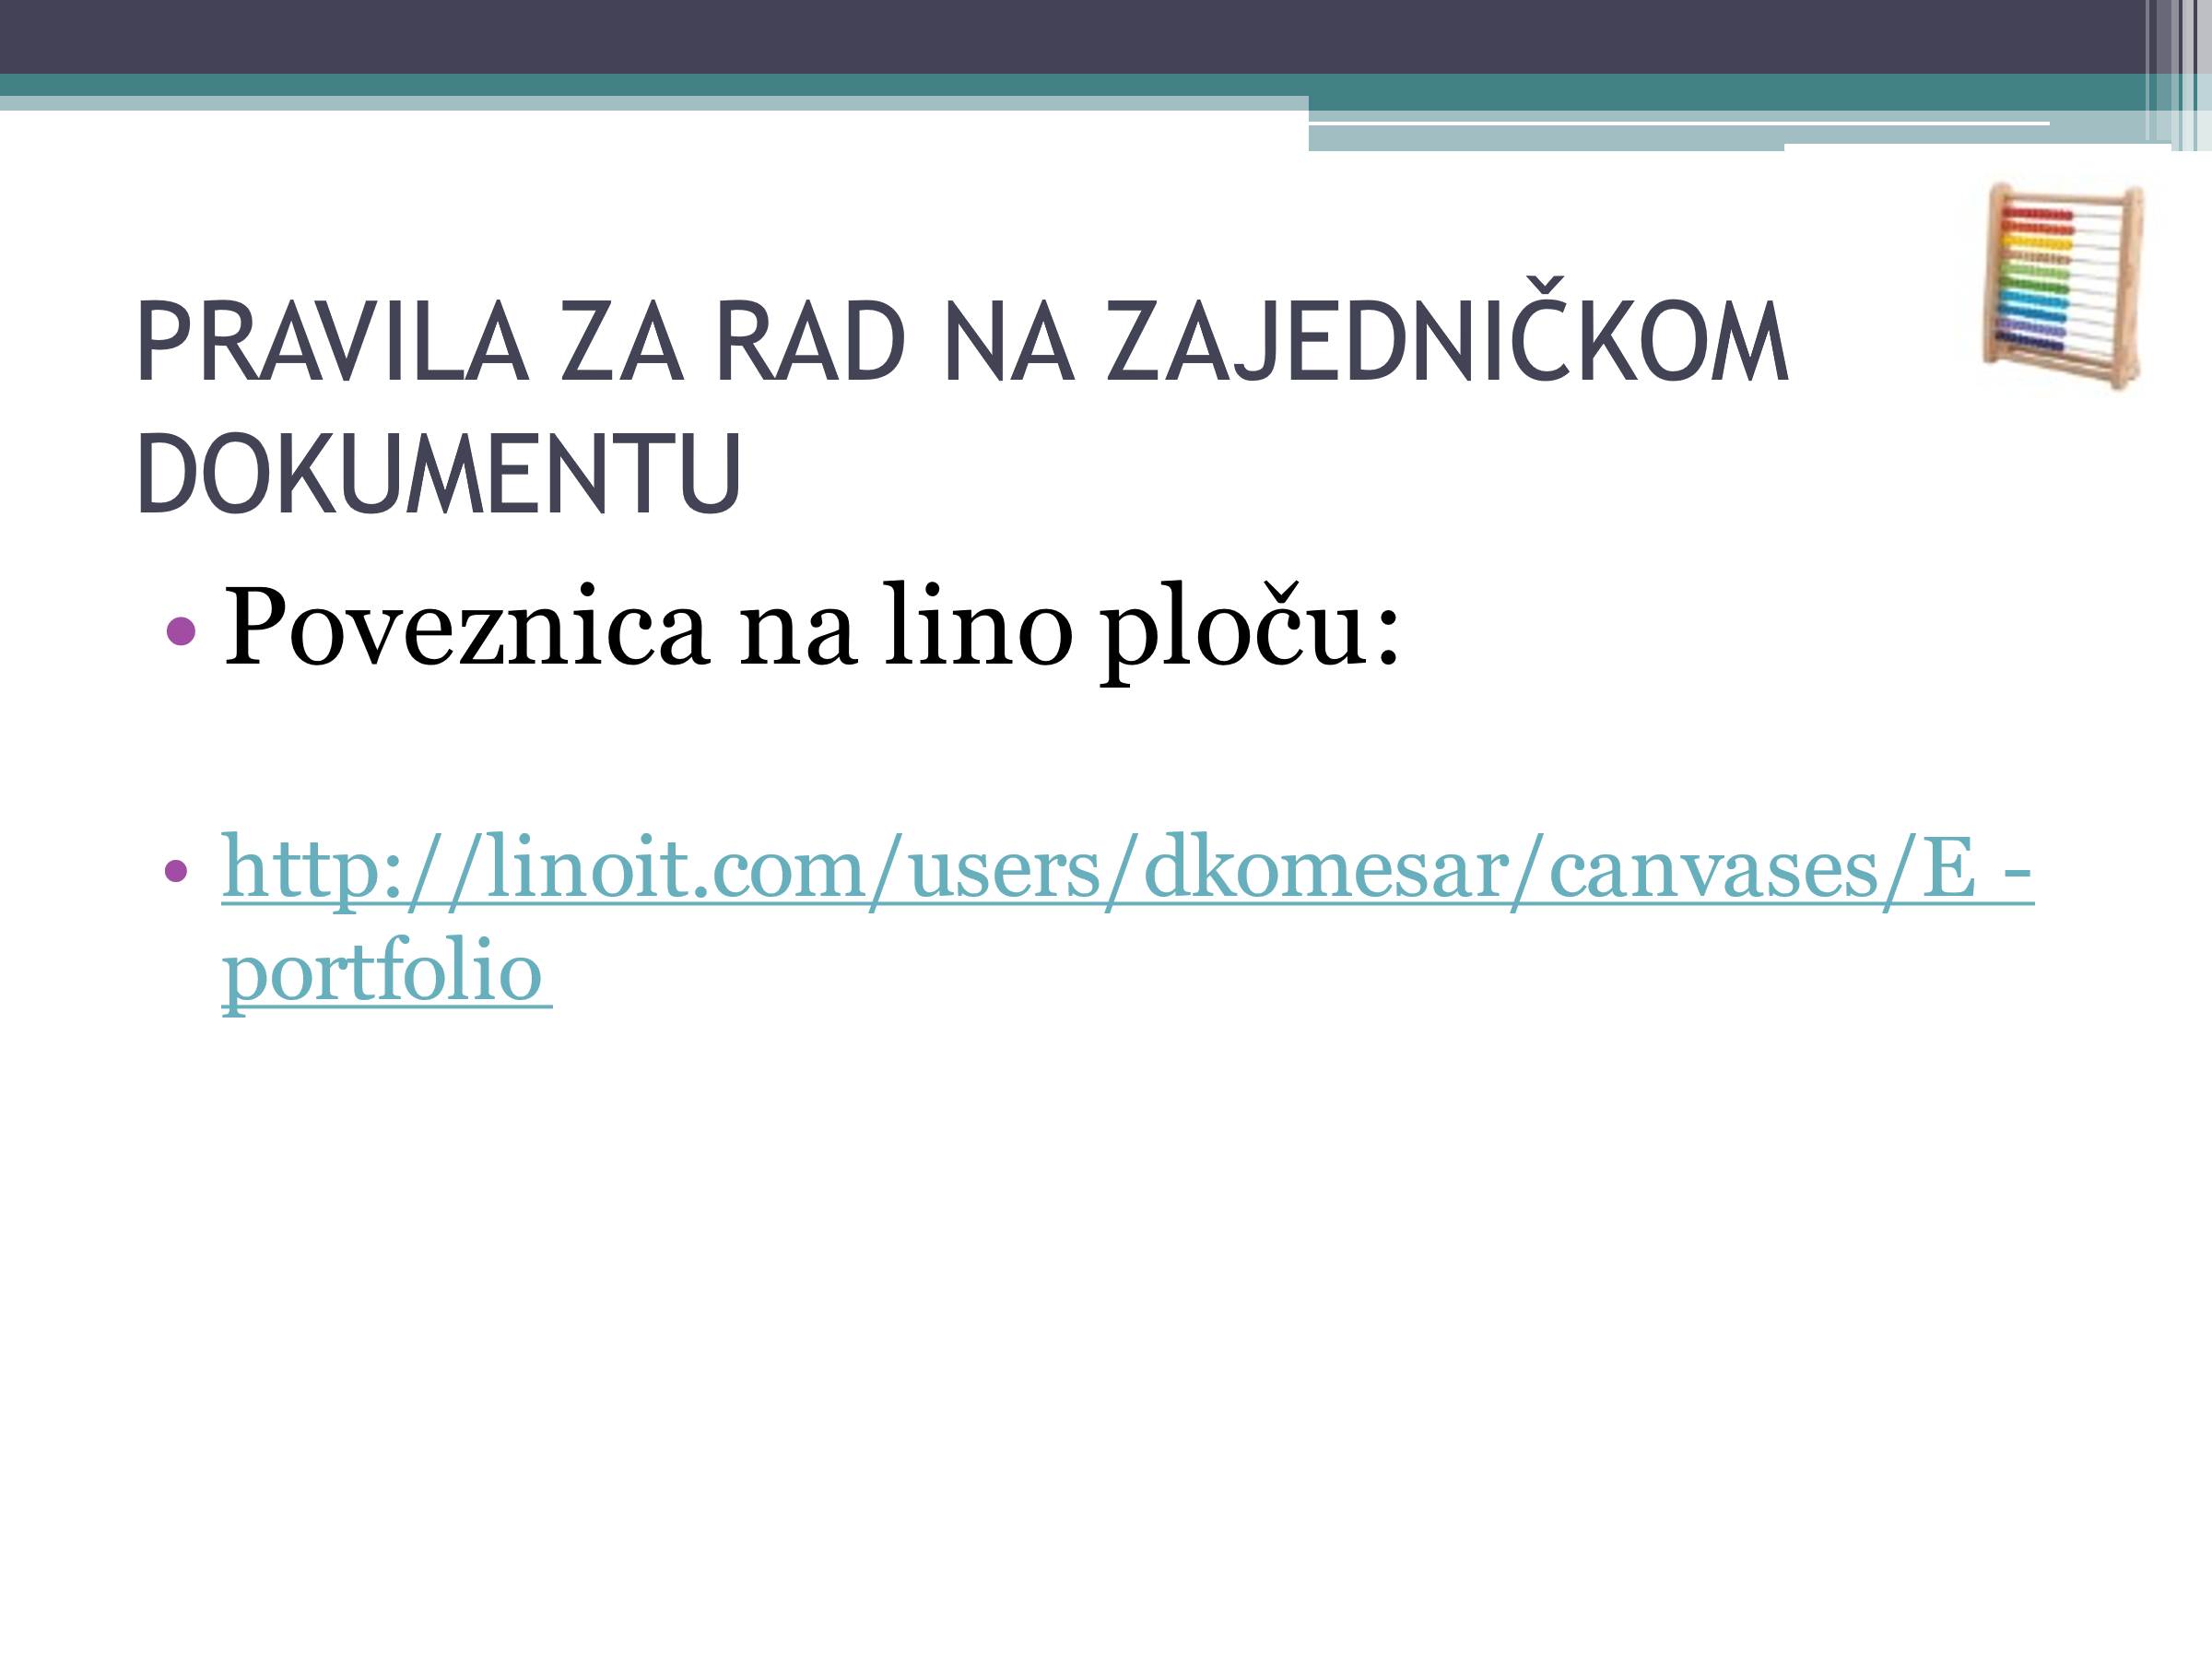 PRAVILA ZA RAD NA ZAJEDNIČKOM
DOKUMENTU
• Poveznica na lino ploču:
• http://linoit.com/users/dkomesar/canvases/E -
portfolio